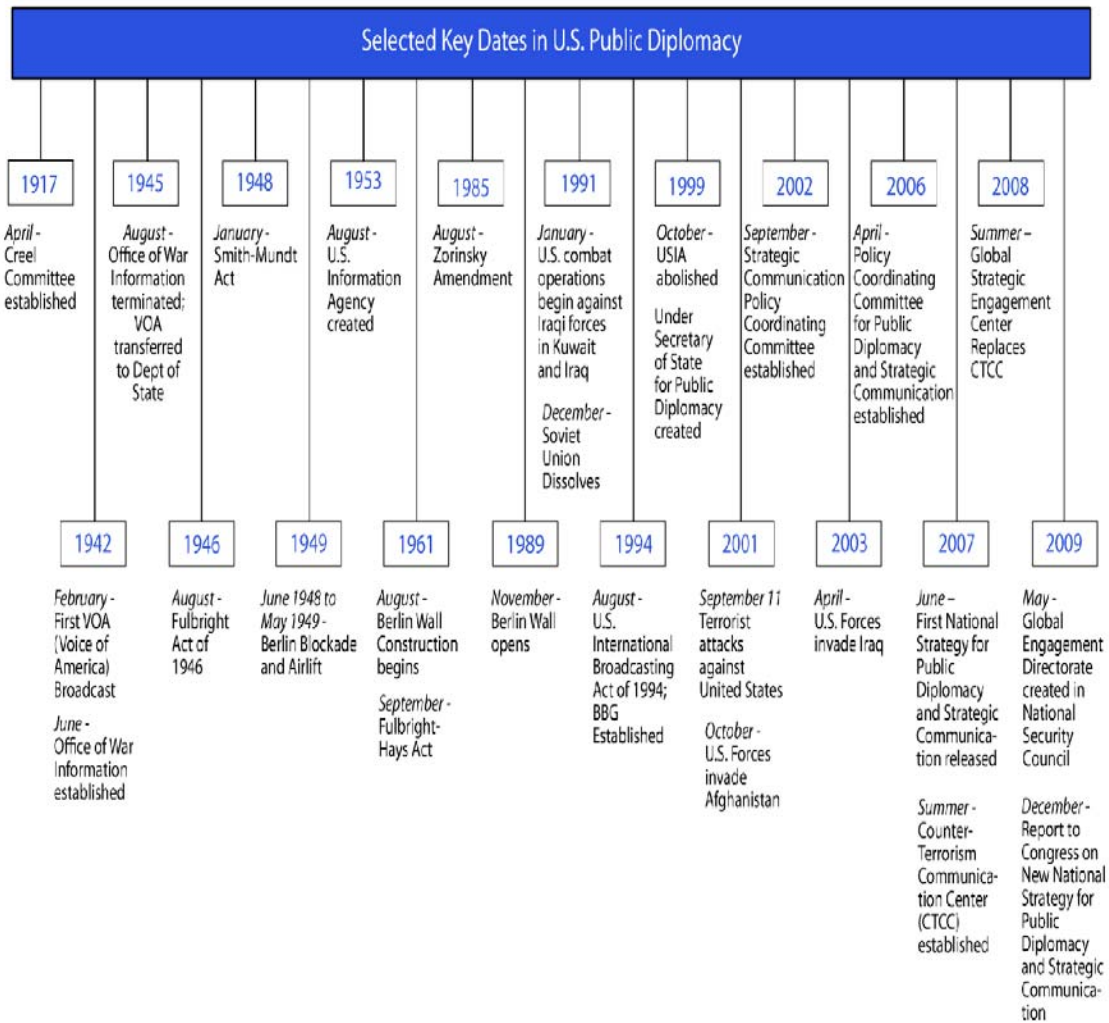 Selected Key Dates in U.S. Public Diplomacy
1917
April -
Creel
Committee
established
1945
August -
Office of War
Information
terminated;
VOA
transferred
to Dept of
State
1948
January -
Smith-Mundt
Act
1953
August -
U.S.
Information
Agency
created
1985
August -
Zorinsky
Amendment
1991
January -
U.S. combat
operations
begin against
Iraqi forces
in Kuwait
and Iraq
December -
Soviet
Union
Dissolves
1999
October -
USIA
abolished
Under
Secretary
of State
for Public
Diplomacy
created
2002
September -
Strategic
Communication
Policy
Coordinating
Committee
established
2006
April -
Policy
Coordinating
Committee
for Public
Diplomacy
and Strategic
Communication
established
2008
Summer –
Global
Strategic
Engagement
Center
Replaces
CTCC
1942
February -
First VOA
(Voice of
America)
Broadcast
June -
Office of War
Information
established
1946
August -
Fulbright
Act of
1946
1949
June 1948 to
May 1949 -
Berlin Blockade
and Airlift
1961
August -
Berlin Wall
Construction
begins
September -
Fulbright-
Hays Act
1989
November -
Berlin Wall
opens
1994
August -
U.S.
International
Broadcasting
Act of 1994;
BBG
Established
2001
September 11
Terrorist
attacks
against
United States
October -
U.S. Forces
invade
Afghanistan
2003
April -
U.S. Forces
invade Iraq
2007
June –
First National
Strategy for
Public
Diplomacy
and Strategic
Communica-
tion released
Summer -
Counter-
Terrorism
Communica-
tion Center
(CTCC)
established
2009
May -
Global
Engagement
Directorate
created in
National
Security
Council
December -
Report to
Congress on
New National
Strategy for
Public
Diplomacy
and Strategic
Communica-
tion